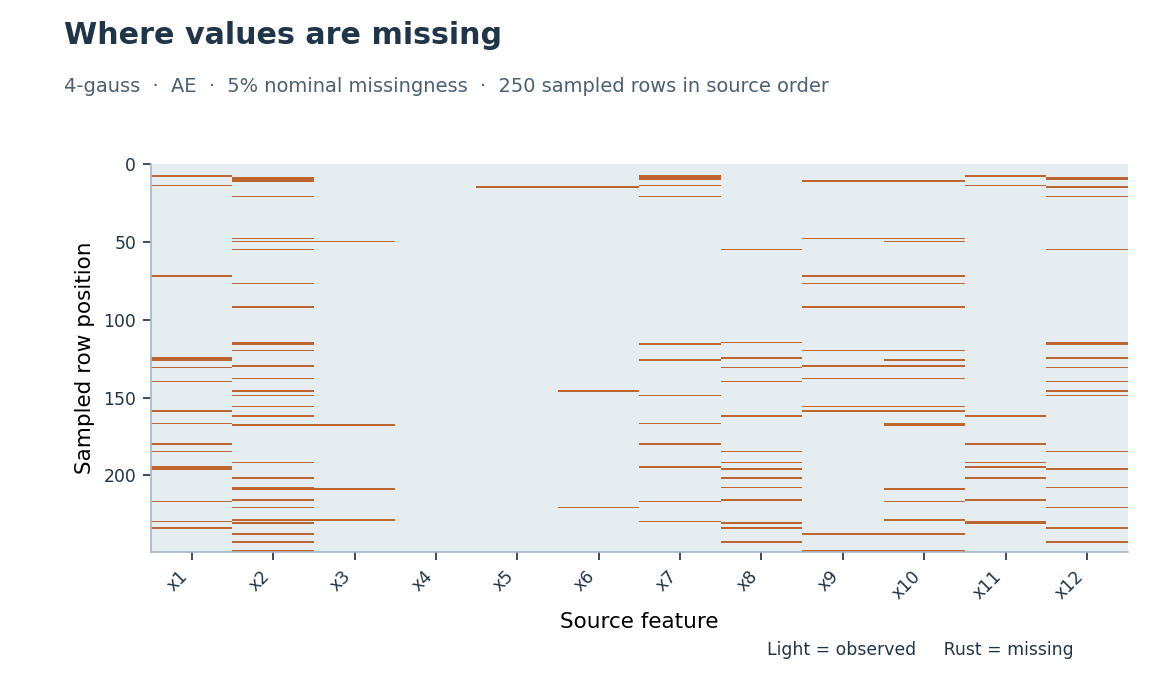 Where values are missing
4-gauss · AE · 5% nominal missingness · 250 sampled rows in source order
0
50
100
150
200
Sampled row position
x1 x2 x3 x4 x5 x6 x7 x8 x9 x10 x11 x12
Source feature
Light = observed Rust = missing